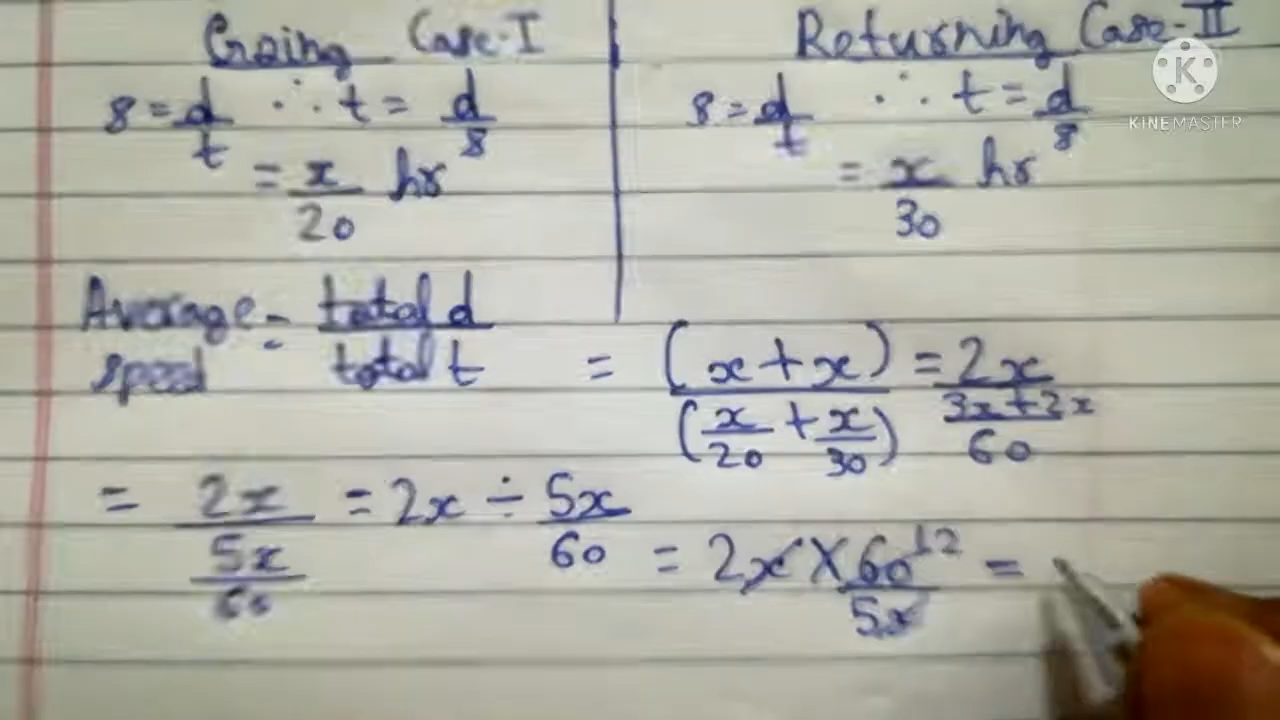 Going Case-I
s = d/t ∴ t = d/s
= x/20 hr
Returning Case-II
s = d/t ∴ t = d/s
= x/30 hr
K
KINEMASTER
Average speed = total d/total t = (x+x)/(x/20 + x/30) = 2x/((3x+2x)/60)
= 2x/(5x/60) = 2x ÷ 5x/60 = 2x × 60/5x 12 =